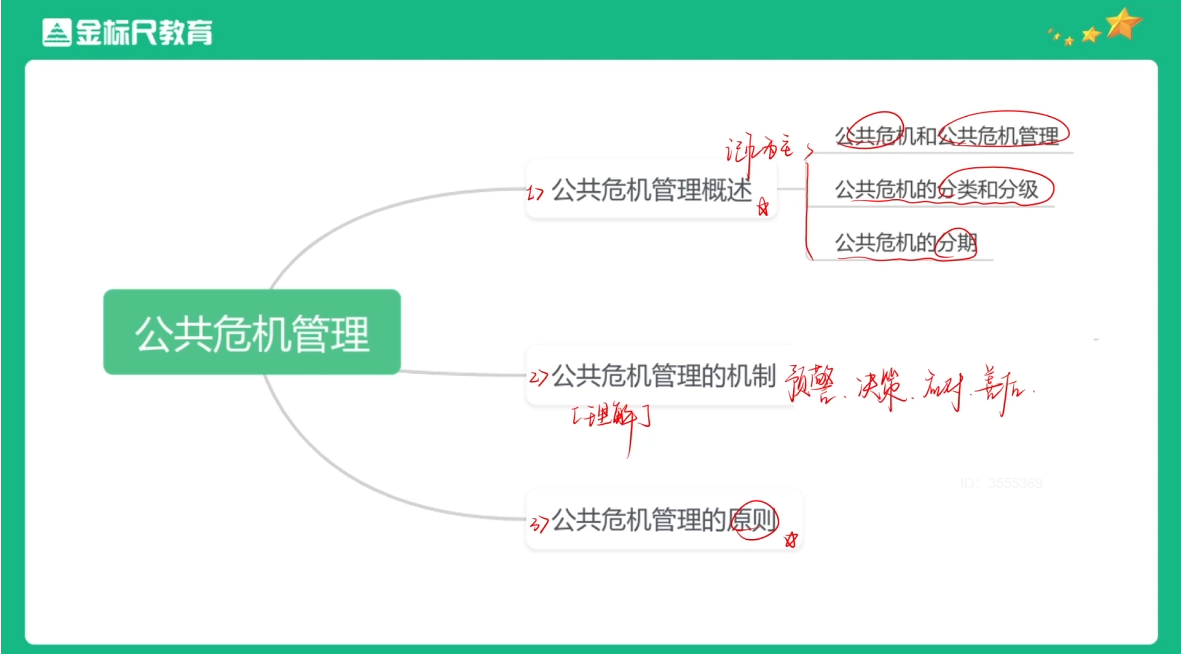 金标尺教育
识记为主
公共危机和公共危机管理
1> 公共危机管理概述
公共危机的分类和分级
公共危机的分期
公共危机管理
2> 公共危机管理的机制 预警、决策、应对、善后.
[理解]
ID: 3555369
3> 公共危机管理的原则